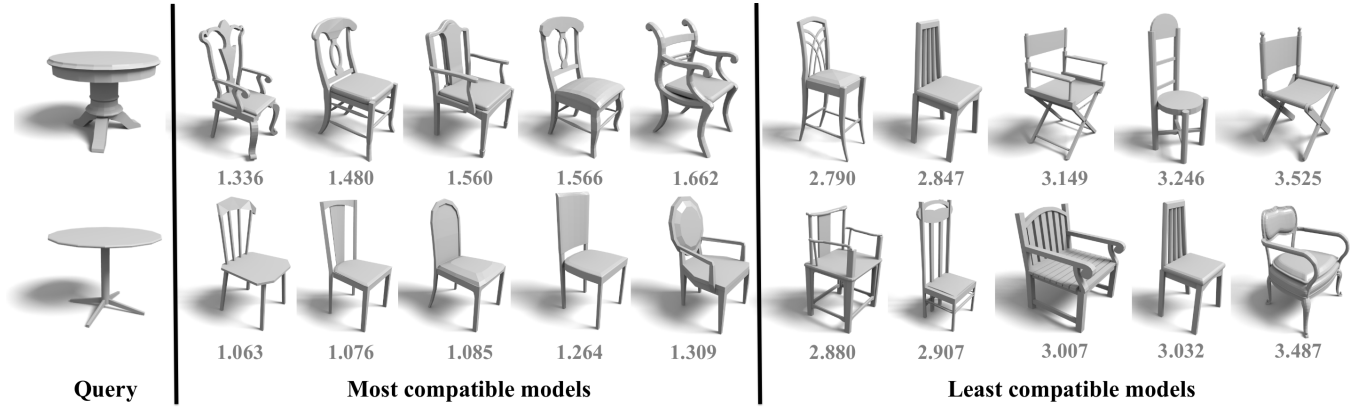 1.336 1.480 1.560 1.566 1.662 2.790 2.847 3.149 3.246 3.525
1.063 1.076 1.085 1.264 1.309 2.880 2.907 3.007 3.032 3.487
Query Most compatible models Least compatible models